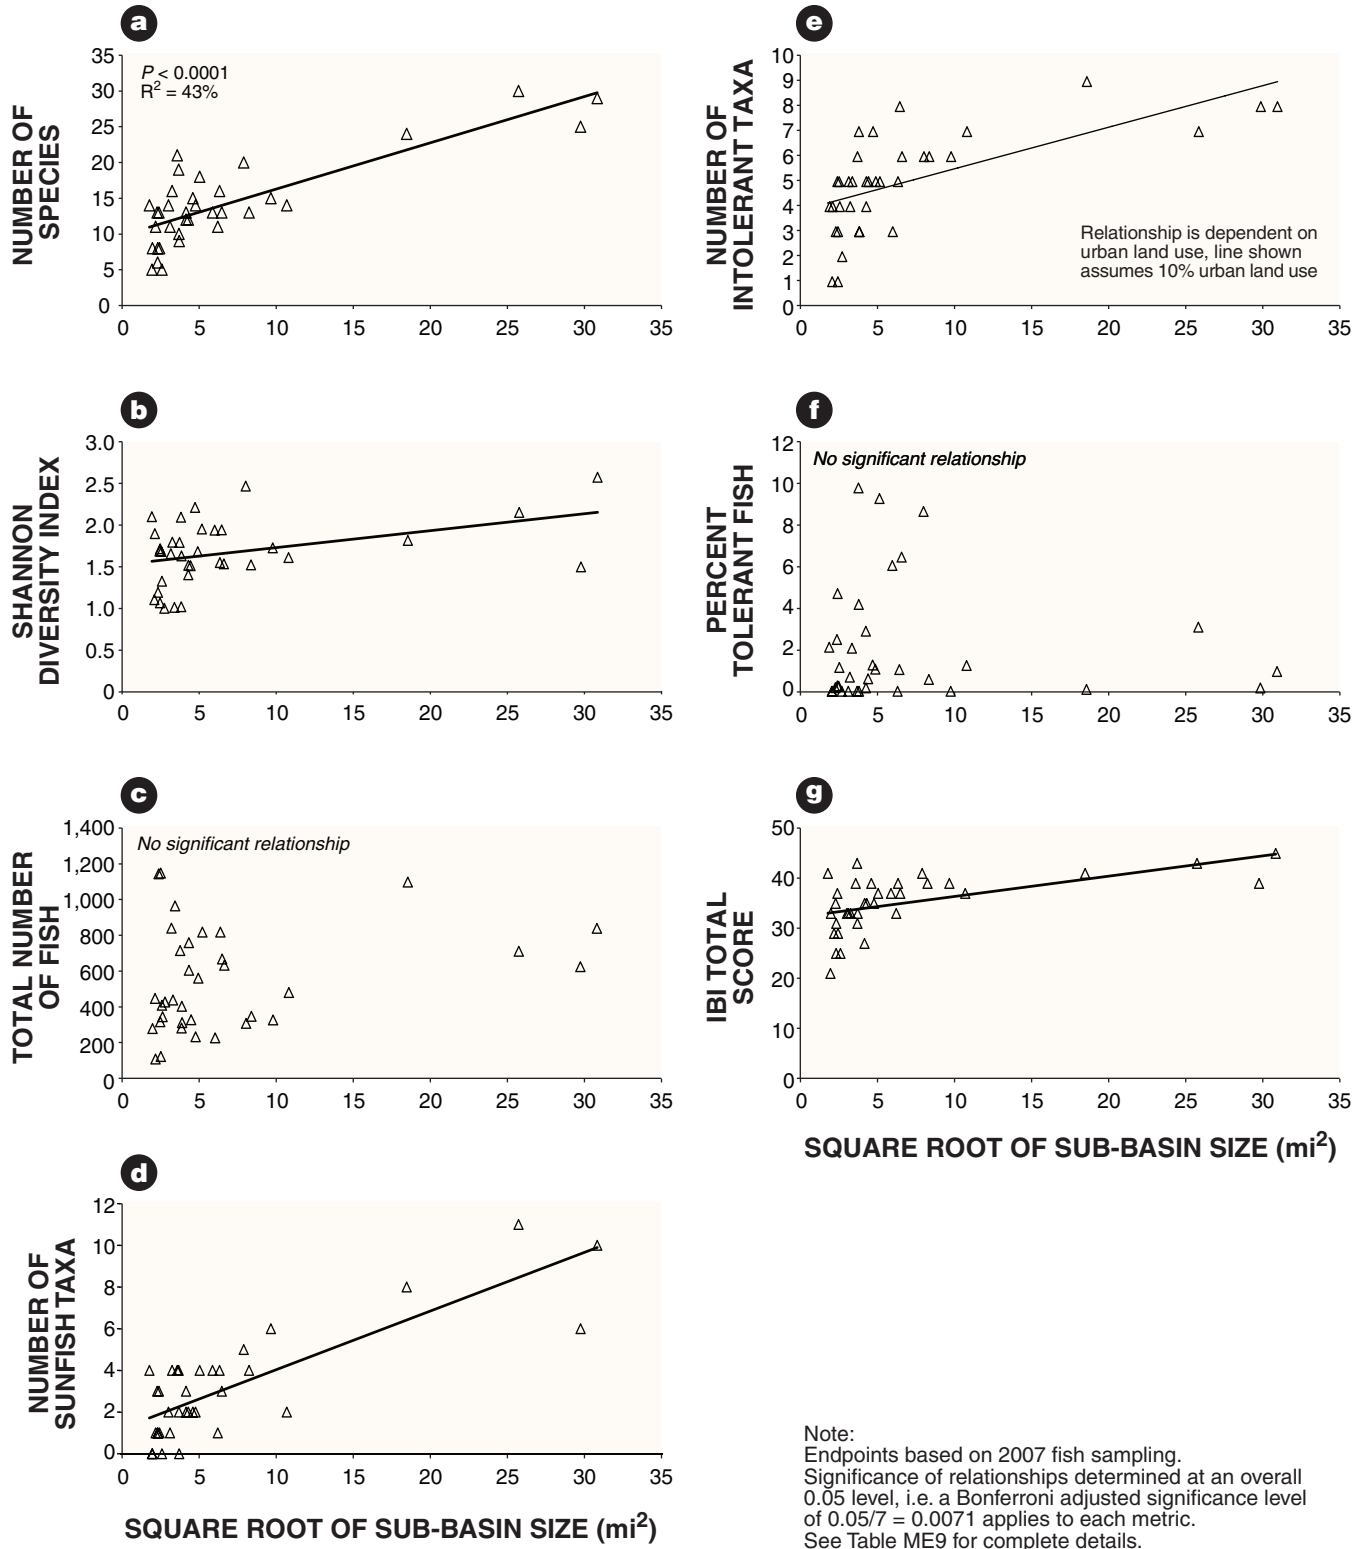 a
35
30
25
20
15
10
5
0
P < 0.0001
R2 = 43%
NUMBER OF
SPECIES
0 5 10 15 20 25 30 35
b
3.0
2.5
2.0
1.5
1.0
0.5
0
SHANNON
DIVERSITY INDEX
0 5 10 15 20 25 30 35
c
1,400
1,200
1,000
800
600
400
200
0
No significant relationship
TOTAL NUMBER
OF FISH
0 5 10 15 20 25 30 35
d
12
10
8
6
4
2
0
NUMBER OF
SUNFISH TAXA
0 5 10 15 20 25 30 35
SQUARE ROOT OF SUB-BASIN SIZE (mi2)
e
10
9
8
7
6
5
4
3
2
1
0
NUMBER OF
INTOLERANT TAXA
Relationship is dependent on
urban land use, line shown
assumes 10% urban land use
0 5 10 15 20 25 30 35
f
12
10
8
6
4
2
0
No significant relationship
PERCENT
TOLERANT FISH
0 5 10 15 20 25 30 35
g
50
40
30
20
10
0
IBI TOTAL
SCORE
0 5 10 15 20 25 30 35
SQUARE ROOT OF SUB-BASIN SIZE (mi2)
Note:
Endpoints based on 2007 fish sampling.
Significance of relationships determined at an overall
0.05 level, i.e. a Bonferroni adjusted significance level
of 0.05/7 = 0.0071 applies to each metric.
See Table ME9 for complete details.